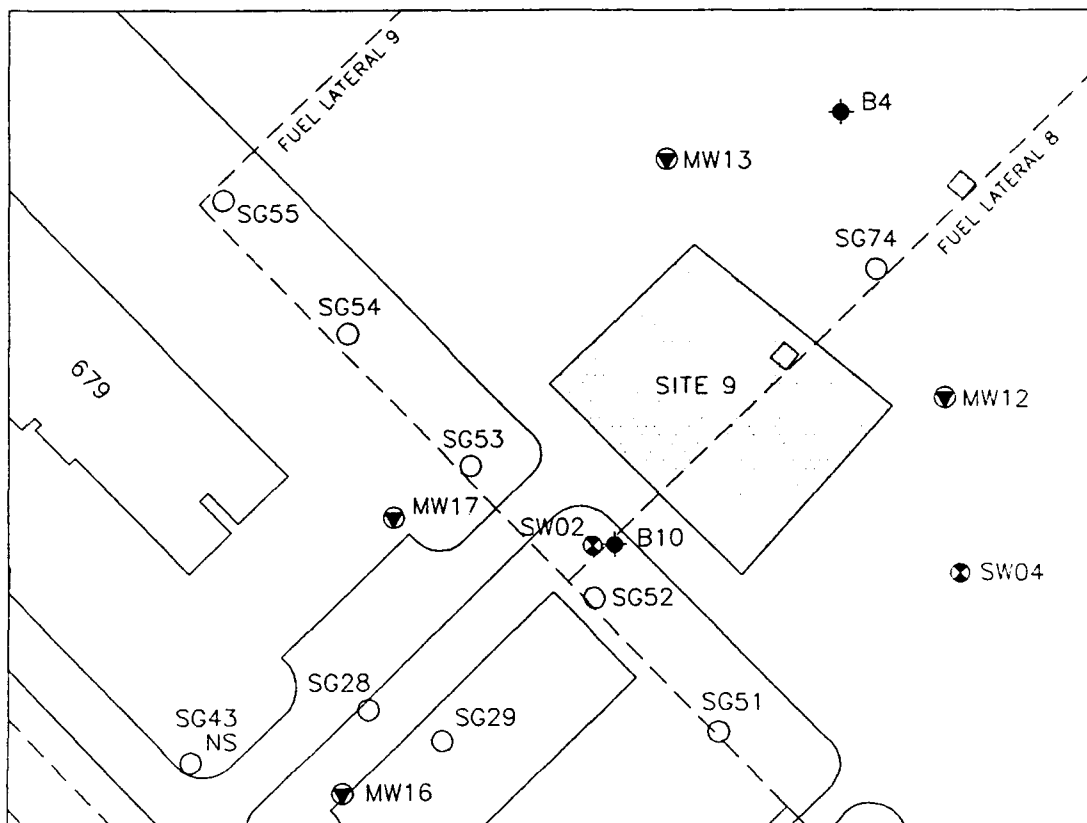 FUEL LATERAL 9
B4
MW13
FUEL LATERAL 8
SG55
SG74
SG54
679
SITE 9
MW12
SG53
MW17
SW02
B10
SW04
SG52
SG28
SG29
SG51
SG43
NS
MW16